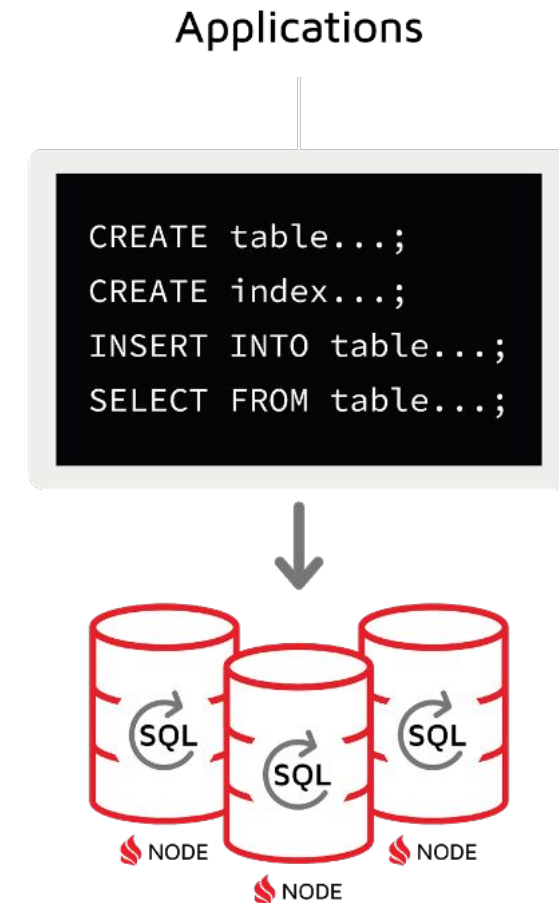 Applications
CREATE table...;
CREATE index...;
INSERT INTO table...;
SELECT FROM table...;
SQL
SQL
SQL
NODE
NODE
NODE